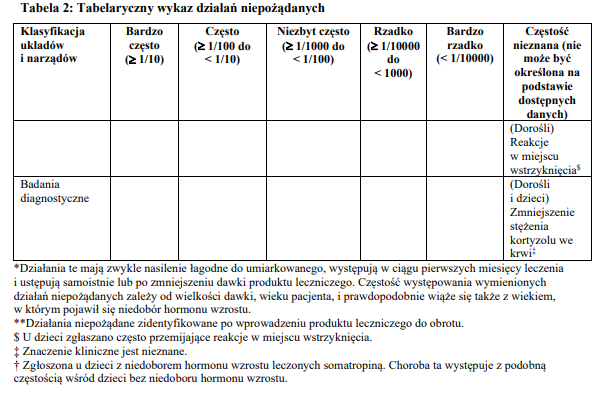 Tabela 2: Tabelaryczny wykaz działań niepożądanych
Klasyfikacja
układów
i narządów
Bardzo
często
(≥ 1/10)
Często
(≥ 1/100 do
< 1/10)
Niezbyt często
(≥ 1/1000 do
< 1/100)
Rzadko
(≥ 1/10000
do
< 1000)
Bardzo
rzadko
(< 1/10000)
Częstość
nieznana (nie
może być
określona na
podstawie
dostępnych
danych)
(Dorośli)
Reakcje
w miejscu
wstrzyknięcia$
Badania
diagnostyczne
(Dorośli
i dzieci)
Zmniejszenie
stężenia
kortyzolu we
krwi‡
*Działania te mają zwykle nasilenie łagodne do umiarkowanego, występują w ciągu pierwszych miesięcy leczenia
i ustępują samoistnie lub po zmniejszeniu dawki produktu leczniczego. Częstość występowania wymienionych
działań niepożądanych zależy od wielkości dawki, wieku pacjenta, i prawdopodobnie wiąże się także z wiekiem,
w którym pojawił się niedobór hormonu wzrostu.
**Działania niepożądane zidentyfikowane po wprowadzeniu produktu leczniczego do obrotu.
$ U dzieci zgłaszano często przemijające reakcje w miejscu wstrzyknięcia.
‡ Znaczenie kliniczne jest nieznane.
† Zgłoszona u dzieci z niedoborem hormonu wzrostu leczonych somatropiną. Choroba ta występuje z podobną
częstością wśród dzieci bez niedoboru hormonu wzrostu.